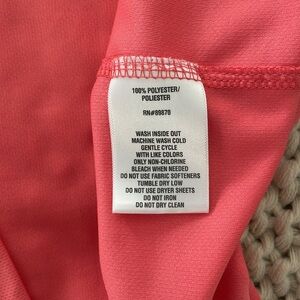 100% POLYESTER/
POLIESTER
RN#89870
WASH INSIDE OUT
MACHINE WASH COLD
GENTLE CYCLE
WITH LIKE COLORS
ONLY NON-CHLORINE
BLEACH WHEN NEEDED
DO NOT USE FABRIC SOFTENERS
TUMBLE DRY LOW
DO NOT USE DRYER SHEETS
DO NOT IRON
DO NOT DRY CLEAN